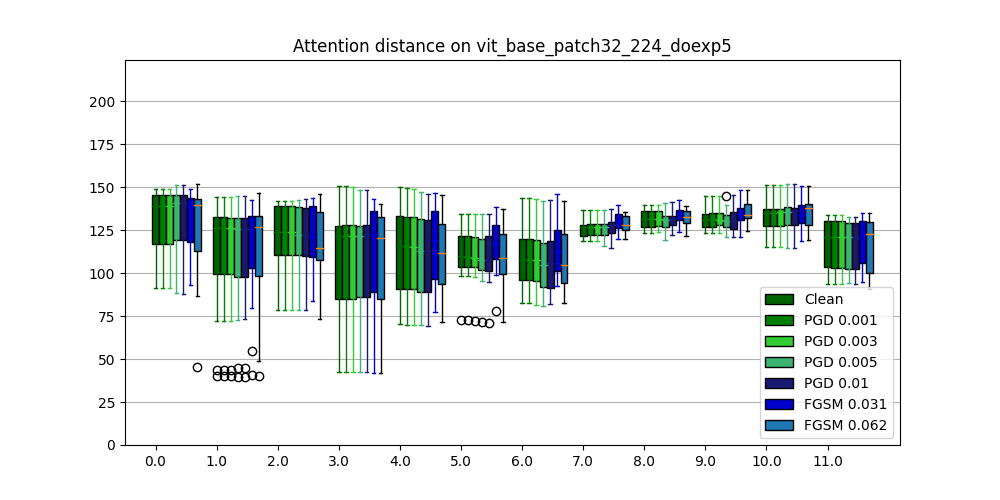 Attention distance on vit_base_patch32_224_doexp5
200
175
150
125
100
75
50
25
0
0.0 1.0 2.0 3.0 4.0 5.0 6.0 7.0 8.0 9.0 10.0 11.0
Clean
PGD 0.001
PGD 0.003
PGD 0.005
PGD 0.01
FGSM 0.031
FGSM 0.062